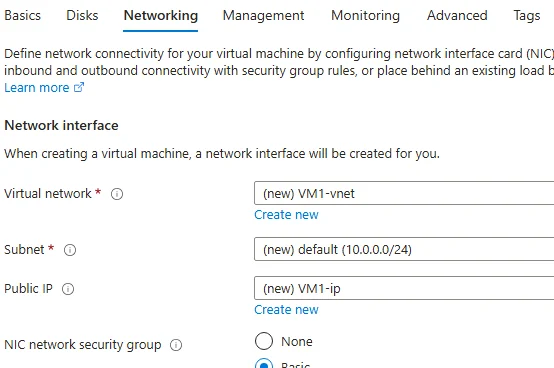 Basics Disks Networking Management Monitoring Advanced Tags
Define network connectivity for your virtual machine by configuring network interface card (NIC)
inbound and outbound connectivity with security group rules, or place behind an existing load b
Learn more
Network interface
When creating a virtual machine, a network interface will be created for you.
Virtual network * (new) VM1-vnet
Create new
Subnet * (new) default (10.0.0.0/24)
Public IP (new) VM1-ip
Create new
NIC network security group None
Basic